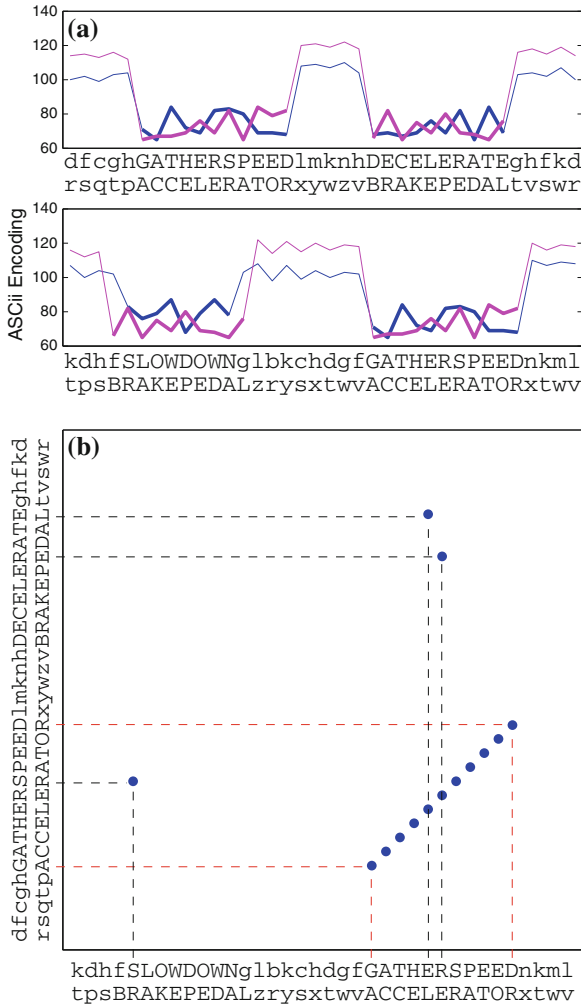 (a)
140
120
100
80
60
dfcghGATHERSPEEDlmknhDECELERATEghfkd
rsqtpACCELERATORxywzvBRAKEPEDALtvswr
ASCii Encoding
140
120
100
80
60
kdhfSLOWDOWNglbkchdgfGATHERSPEEDnkml
tpsBRAKEPEDALzrysxtwvACCELERATORxtwv
(b)
dfcghGATHERSPEEDlmknhDECELERATEghfkd
rsqtpACCELERATORxywzvBRAKEPEDALtvswr
kdhfSLOWDOWNglbkchdgfGATHERSPEEDnkml
tpsBRAKEPEDALzrysxtwvACCELERATORxtwv